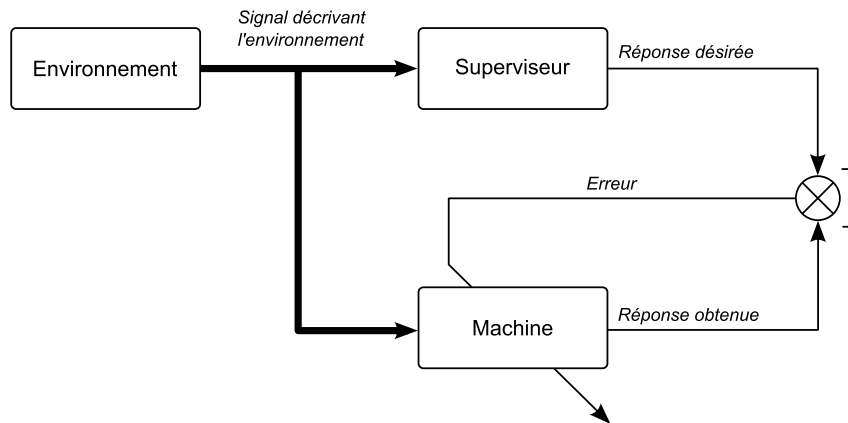 Signal décrivant
l'environnement
Environnement
Superviseur
Réponse désirée
Erreur
Machine
Réponse obtenue